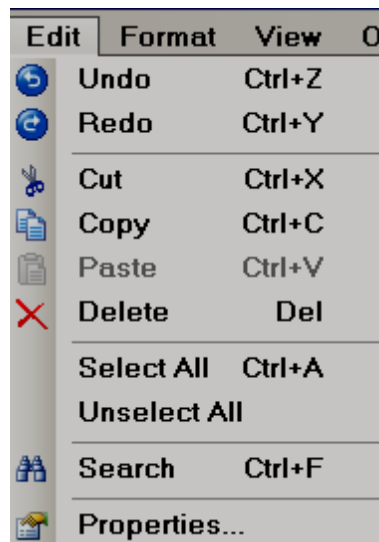 Edit Format View
Undo Ctrl+Z
Redo Ctrl+Y
Cut Ctrl+X
Copy Ctrl+C
Paste Ctrl+V
Delete Del
Select All Ctrl+A
Unselect All
Search Ctrl+F
Properties...